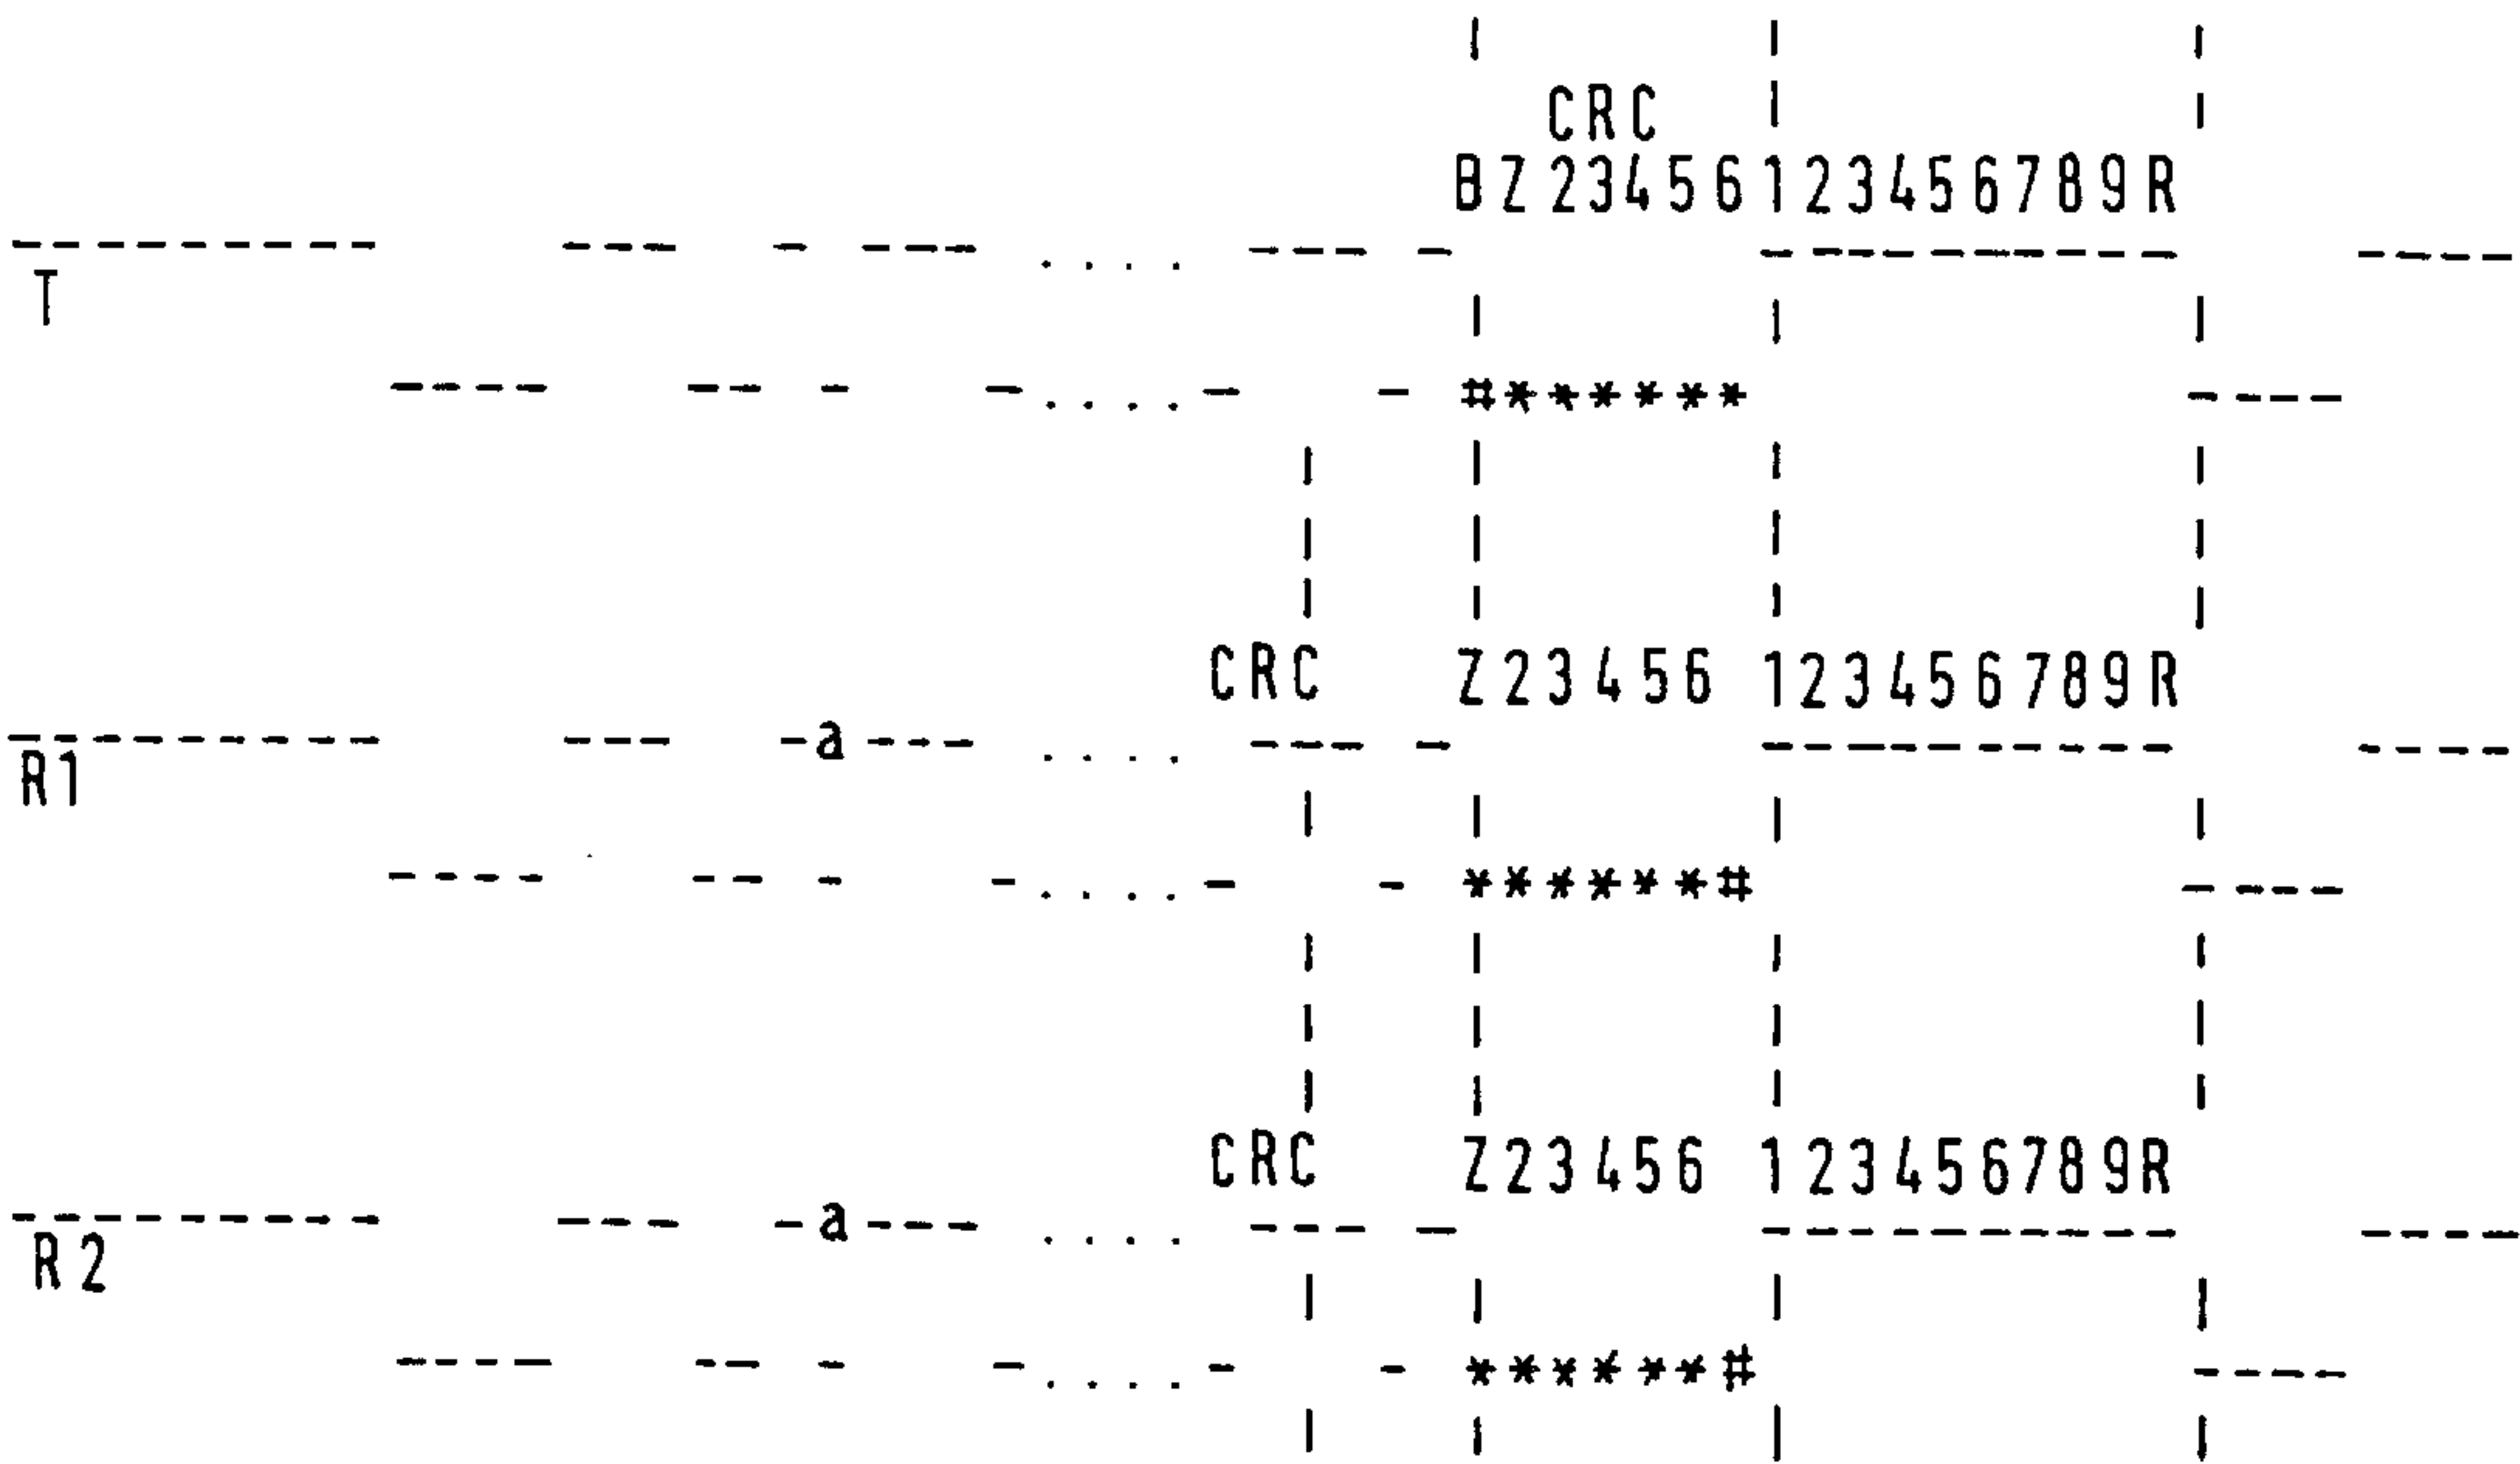 CRC
BZ23456123456789R
T
#******
CRC Z23456 123456789R
a
R1
******#
CRC Z23456 123456789R
a
R2
******#